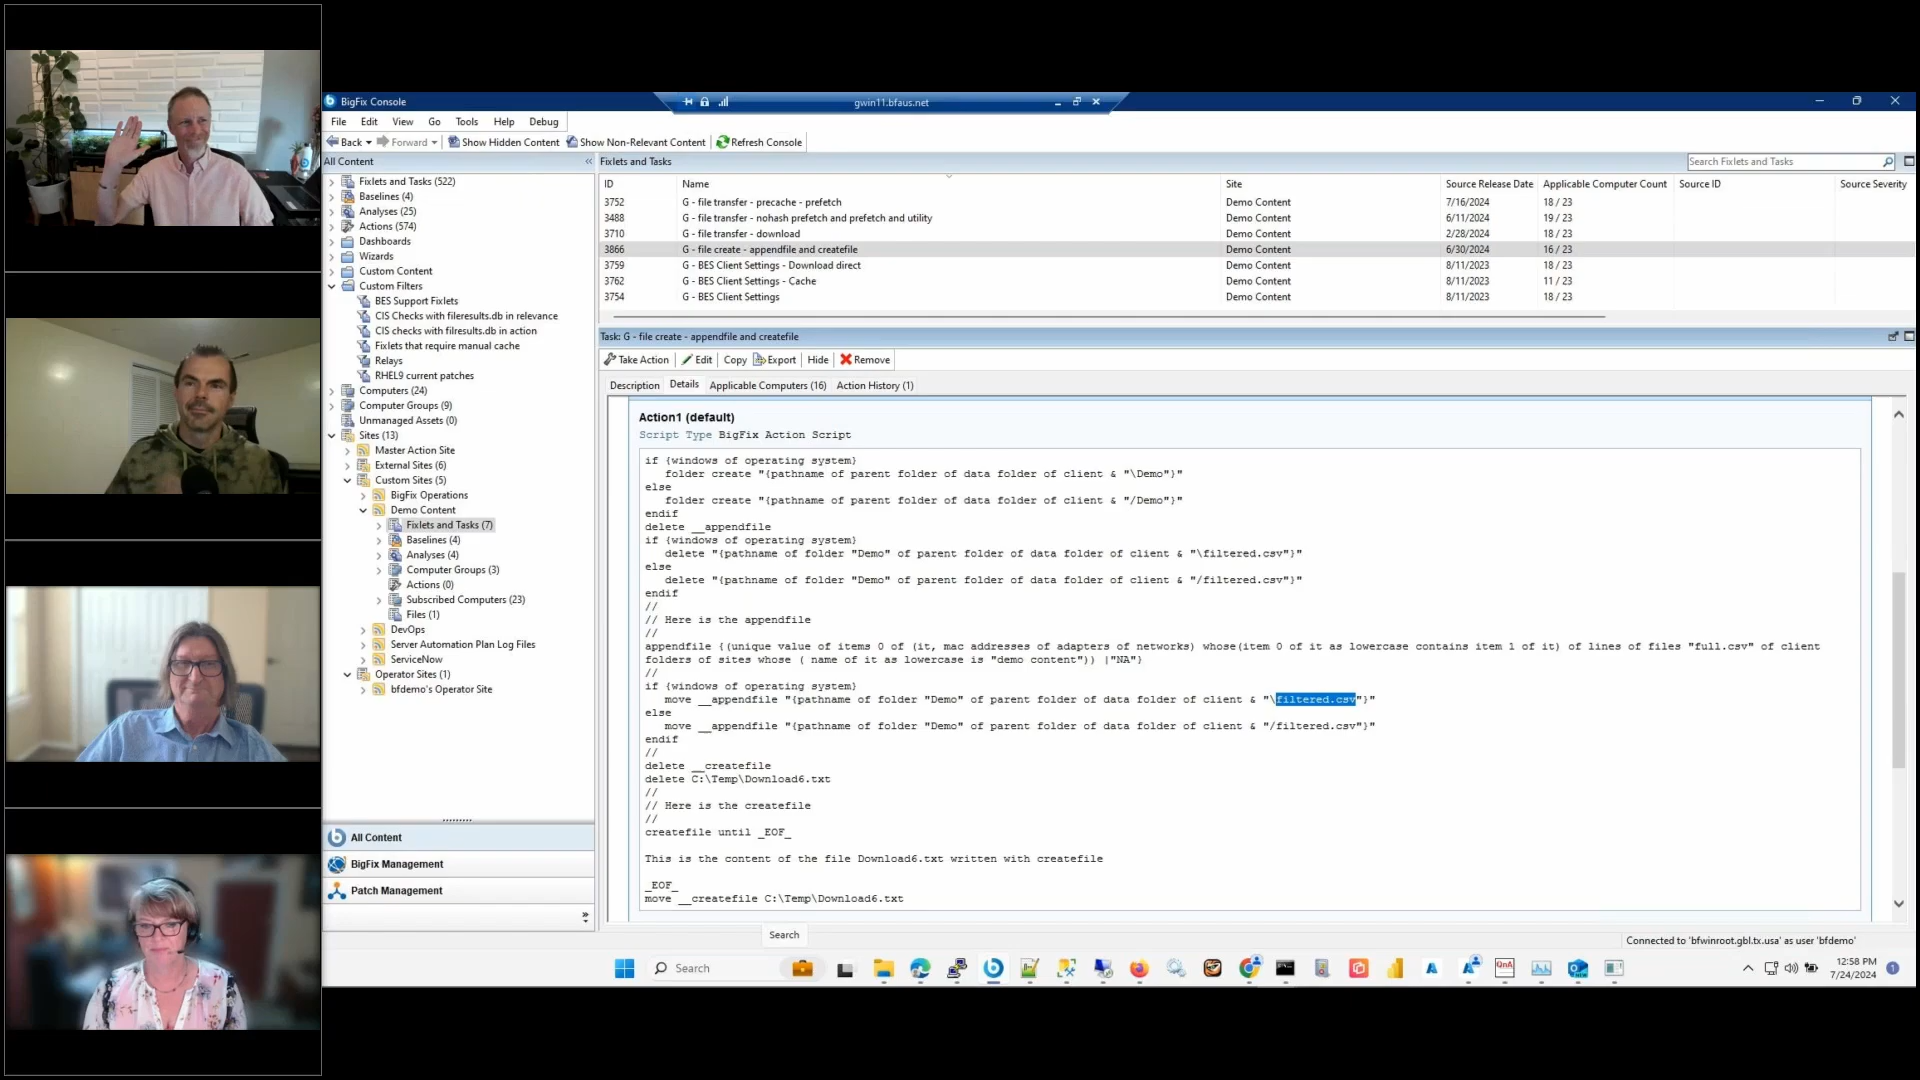 BigFix Console
gwin11.bfaus.net
File Edit View Go Tools Help Debug
Back Forward Show Hidden Content Show Non-Relevant Content Refresh Console
All Content
Fixlets and Tasks (522)
Baselines (4)
Analyses (25)
Actions (574)
Dashboards
Wizards
Custom Content
Custom Filters
BES Support Fixlets
CIS Checks with fileresults.db in relevance
CIS checks with filresults.db in action
Fixlets that require manual cache
Relays
RHEL9 current patches
Computers (24)
Computer Groups (9)
Unmanaged Assets (0)
Sites (13)
Master Action Site
External Sites (6)
Custom Sites (5)
BigFix Operations
Demo Content
Fixlets and Tasks (7)
Baselines (4)
Analyses (4)
Computer Groups (3)
Actions (0)
Subscribed Computers (23)
Files (1)
DevOps
Server Automation Plan Log Files
ServiceNow
Operator Sites (1)
bfdemo's Operator Site
All Content
BigFix Management
Patch Management
Fixlets and Tasks
Search Fixlets and Tasks
ID Name Site Source Release Date Applicable Computer Count Source ID Source Severity
3752 G - file transfer - precache - prefetch Demo Content 7/16/2024 18 / 23
3488 G - file transfer - nohash prefetch and prefetch and utility Demo Content 6/11/2024 19 / 23
3710 G - file transfer - download Demo Content 2/28/2024 18 / 23
3866 G - file create - appendfile and createfile Demo Content 6/30/2024 16 / 23
3759 G - BES Client Settings - Download direct Demo Content 8/11/2023 18 / 23
3762 G - BES Client Settings - Cache Demo Content 8/11/2023 11 / 23
3754 G - BES Client Settings Demo Content 8/11/2023 18 / 23
Task: G - file create - appendfile and createfile
Take Action Edit Copy Export Hide Remove
Description Details Applicable Computers (16) Action History (1)
Action1 (default)
Script Type BigFix Action Script
if {windows of operating system}
folder create "{pathname of parent folder of data folder of client & "\Demo"}"
else
folder create "{pathname of parent folder of data folder of client & "/Demo"}"
endif
delete __appendfile
if {windows of operating system}
delete "{pathname of folder "Demo" of parent folder of data folder of client & "\filtered.csv"}"
else
delete "{pathname of folder "Demo" of parent folder of data folder of client & "/filtered.csv"}"
endif
//
// Here is the appendfile
//
appendfile {(unique value of items 0 of (it, mac addresses of adapters of networks) whose(item 0 of it as lowercase contains item 1 of it) of lines of files "full.csv" of client
folders of sites whose ( name of it as lowercase is "demo content")) |"NA"}
//
if {windows of operating system}
move __appendfile "{pathname of folder "Demo" of parent folder of data folder of client & "\filtered.csv"}"
else
move __appendfile "{pathname of folder "Demo" of parent folder of data folder of client & "/filtered.csv"}"
endif
//
delete __createfile
delete C:\Temp\Download6.txt
//
// Here is the createfile
//
createfile until _EOF_
This is the content of the file Download6.txt written with createfile
_EOF_
move __createfile C:\Temp\Download6.txt
Search
Connected to 'bfwinroot.gbl.tx.usa' as user 'bfdemo'
Search
QnA
12:58 PM
7/24/2024
1